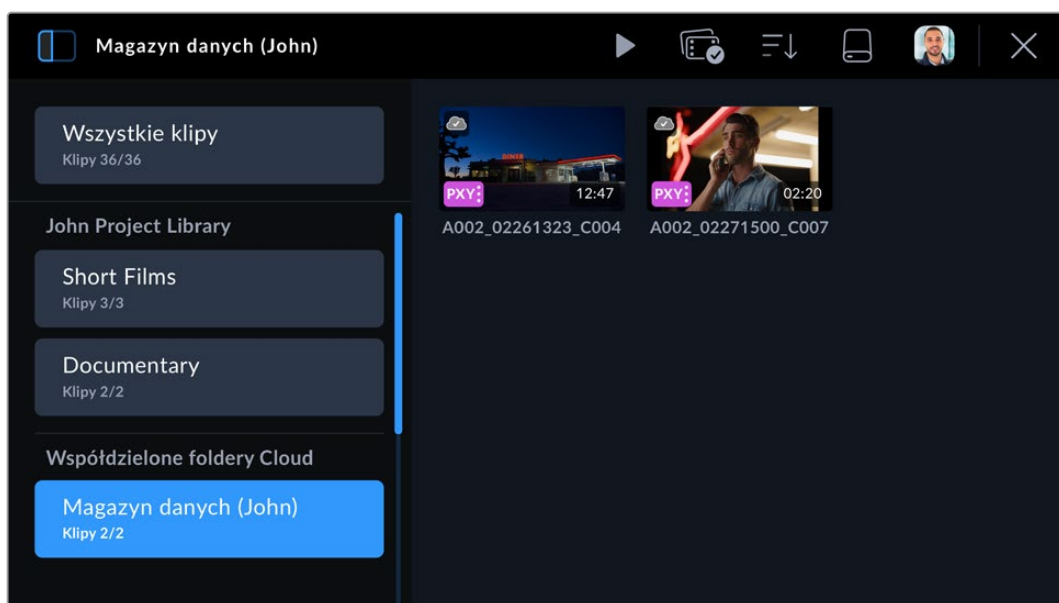 Magazyn danych (John)
Wszystkie klipy
Klipy 36/36
John Project Library
Short Films
Klipy 3/3
Documentary
Klipy 2/2
Współdzielone foldery Cloud
Magazyn danych (John)
Klipy 2/2
DINER
PXY
12:47
A002_02261323_C004
PXY
02:20
A002_02271500_C007